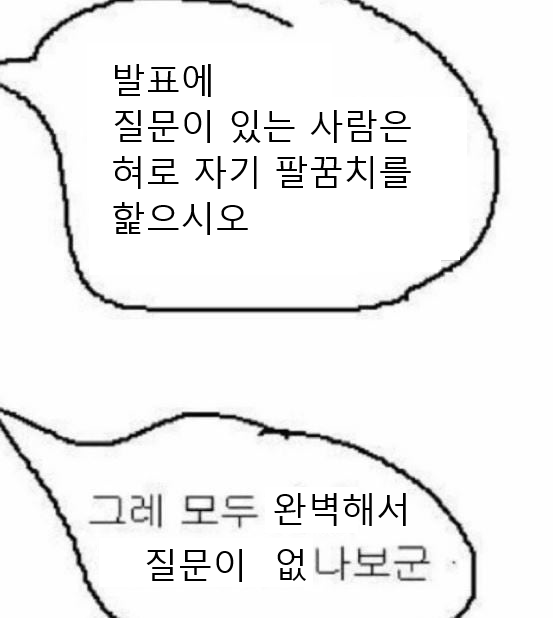 발표에
질문이 있는 사람은
혀로 자기 팔꿈치를
핥으시오
그레 모두 완벽해서
질문이 없나보군